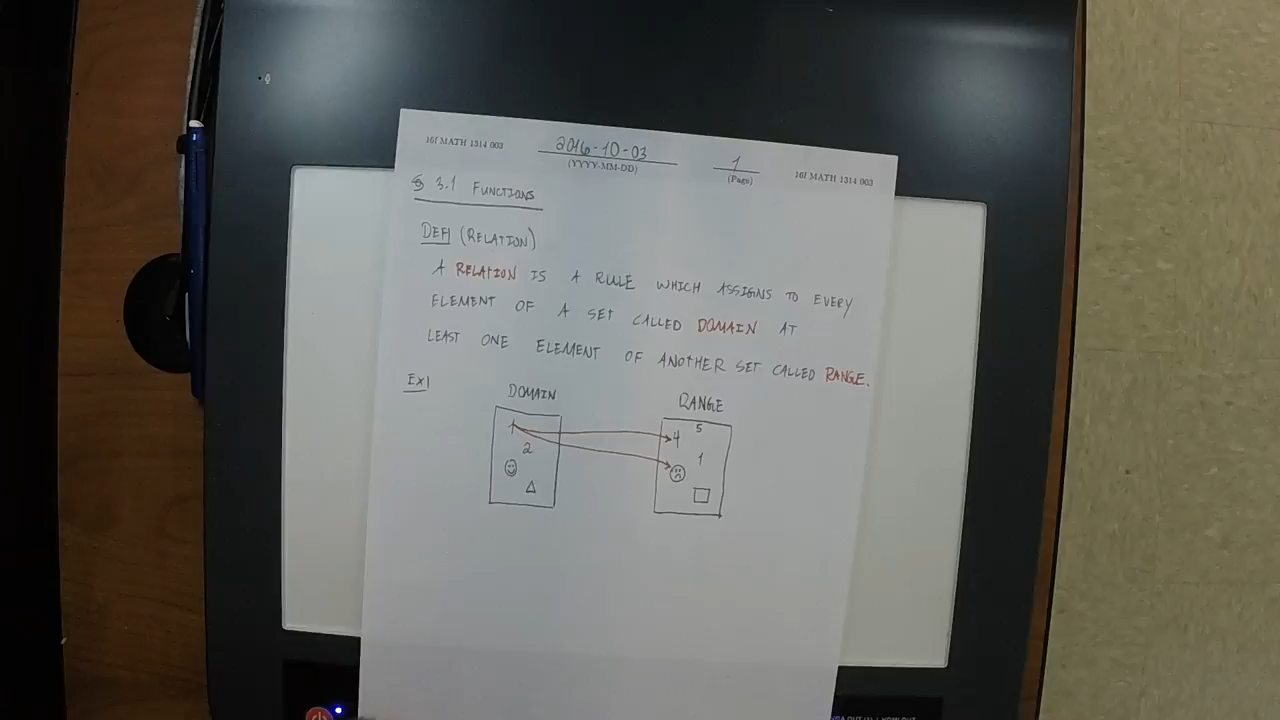 16f MATH 1314 003 2016-10-03 1 16f MATH 1314 003
(YYYY-MM-DD) (Page)
§ 3.1 FUNCTIONS
DEF (RELATION)
A RELATION IS A RULE WHICH ASSIGNS TO EVERY
ELEMENT OF A SET CALLED DOMAIN AT
LEAST ONE ELEMENT OF ANOTHER SET CALLED RANGE.
EX1
DOMAIN RANGE
1 4 5
2 1